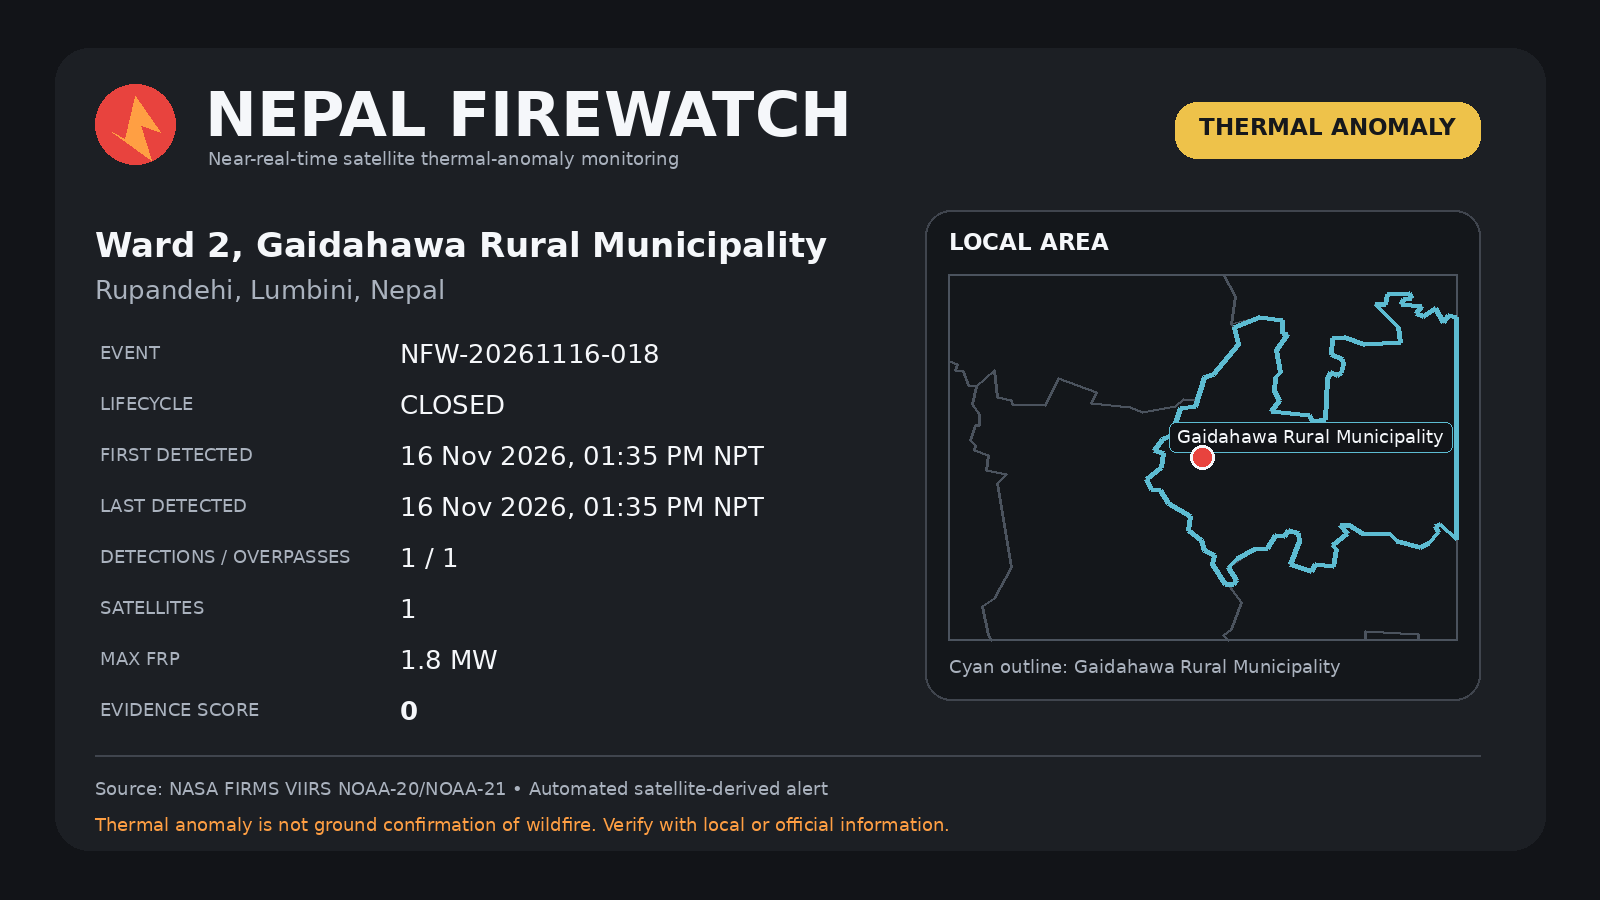 NEPAL FIREWATCH
Near-real-time satellite thermal-anomaly monitoring
THERMAL ANOMALY
Ward 2, Gaidahawa Rural Municipality
Rupandehi, Lumbini, Nepal
EVENT NFW-20261116-018
LIFECYCLE CLOSED
FIRST DETECTED 16 Nov 2026, 01:35 PM NPT
LAST DETECTED 16 Nov 2026, 01:35 PM NPT
DETECTIONS / OVERPASSES 1 / 1
SATELLITES 1
MAX FRP 1.8 MW
EVIDENCE SCORE 0
LOCAL AREA
Gaidahawa Rural Municipality
Cyan outline: Gaidahawa Rural Municipality
Source: NASA FIRMS VIIRS NOAA-20/NOAA-21 • Automated satellite-derived alert
Thermal anomaly is not ground confirmation of wildfire. Verify with local or official information.